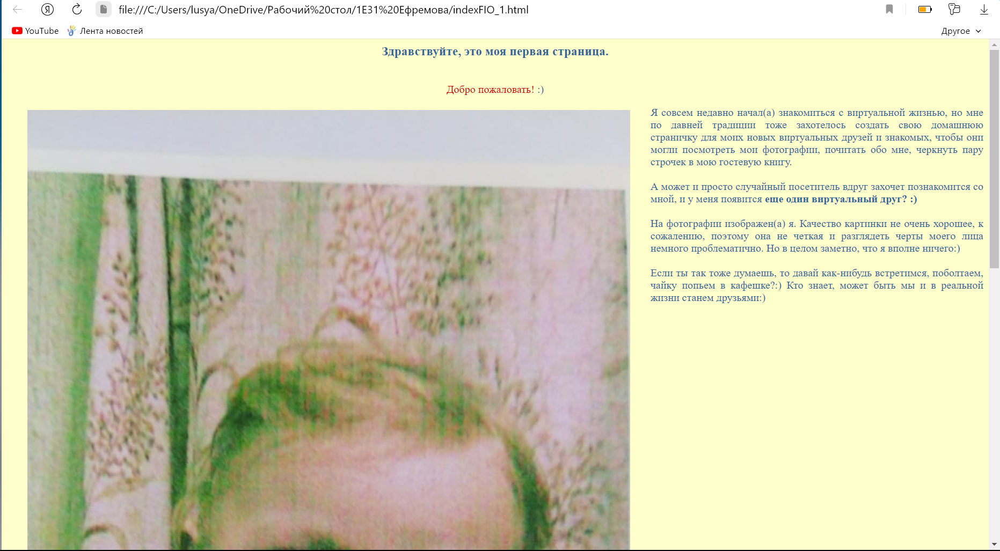 file:///C:/Users/lusya/OneDrive/Рабочий%20стол/1Е31%20Ефремова/indexFIO_1.html
YouTube
Лента новостей
Другое
Здравствуйте, это моя первая страница.
Добро пожаловать! :)
Я совсем недавно начал(а) знакомиться с виртуальной жизнью, но мне
по давней традиции тоже захотелось создать свою домашнюю
страничку для моих новых виртуальных друзей и знакомых, чтобы они
могли посмотреть мои фотографии, почитать обо мне, черкнуть пару
строчек в мою гостевую книгу.
А может и просто случайный посетитель вдруг захочет познакомится со
мной, и у меня появится еще один виртуальный друг? :)
На фотографии изображен(а) я. Качество картинки не очень хорошее, к
сожалению, поэтому она не четкая и разглядеть черты моего лица
немного проблематично. Но в целом заметно, что я вполне ничего:)
Если ты так тоже думаешь, то давай как-нибудь встретимся, поболтаем,
чайку попьем в кафешке?:) Кто знает, может быть мы и в реальной
жизни станем друзьями:)